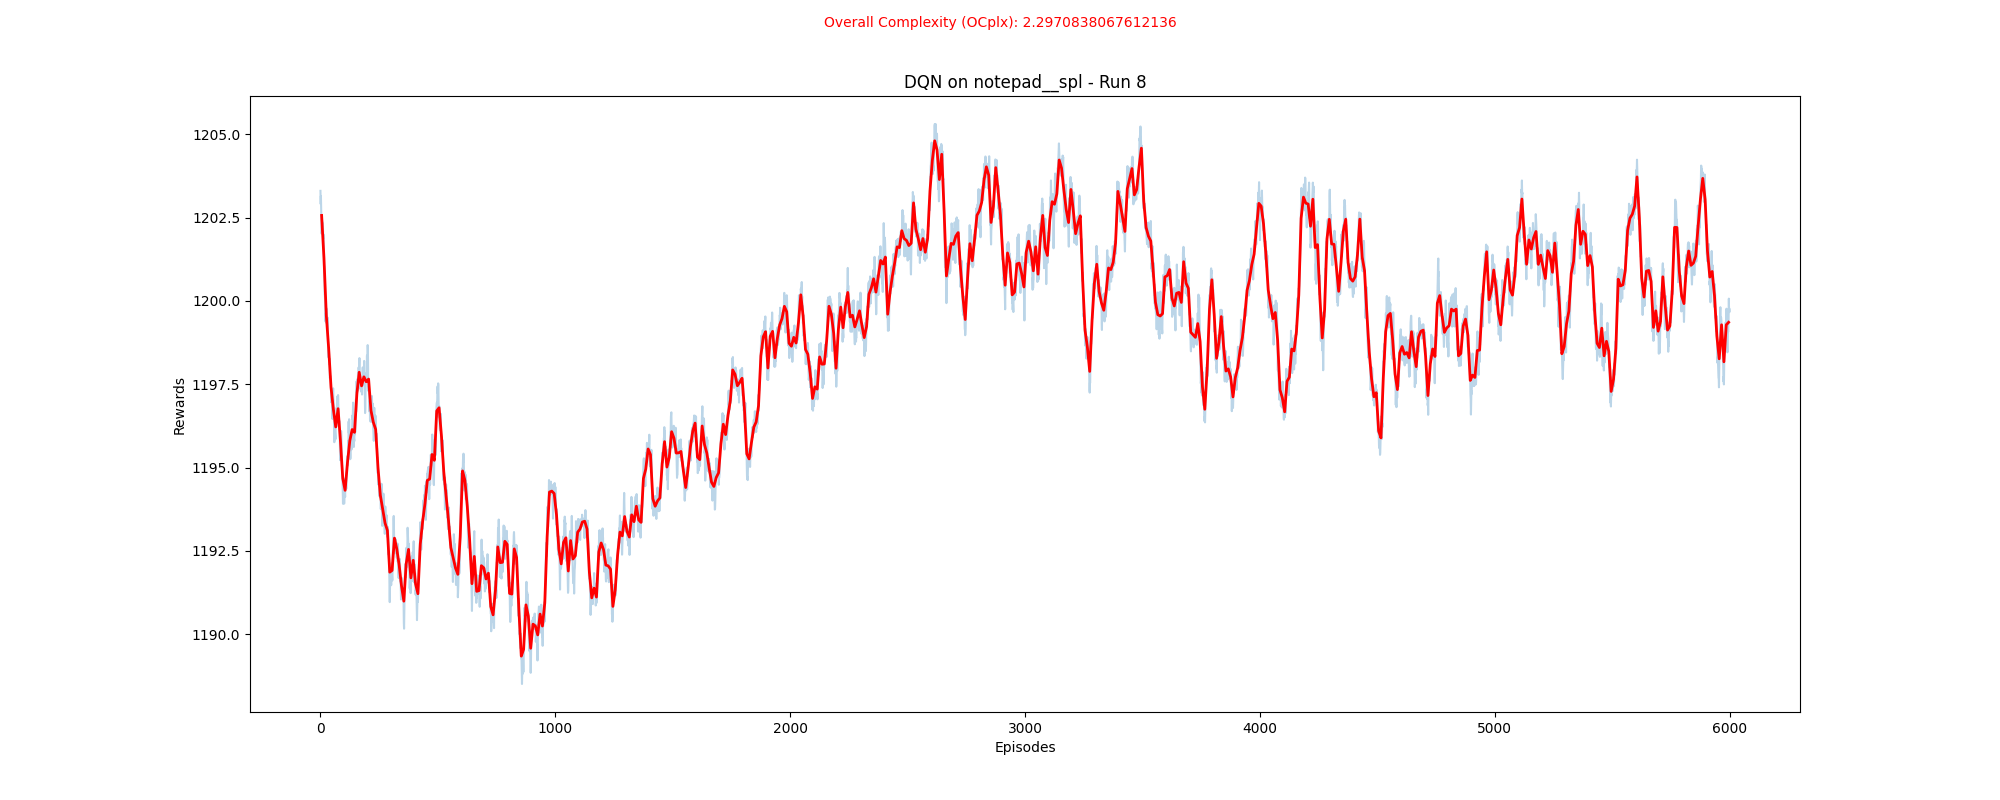 Overall Complexity (OCplx): 2.2970838067612136
DQN on notepad__spl - Run 8
1205.0
1202.5
1200.0
1197.5
1195.0
1192.5
1190.0
Rewards
0 1000 2000 3000 4000 5000 6000
Episodes